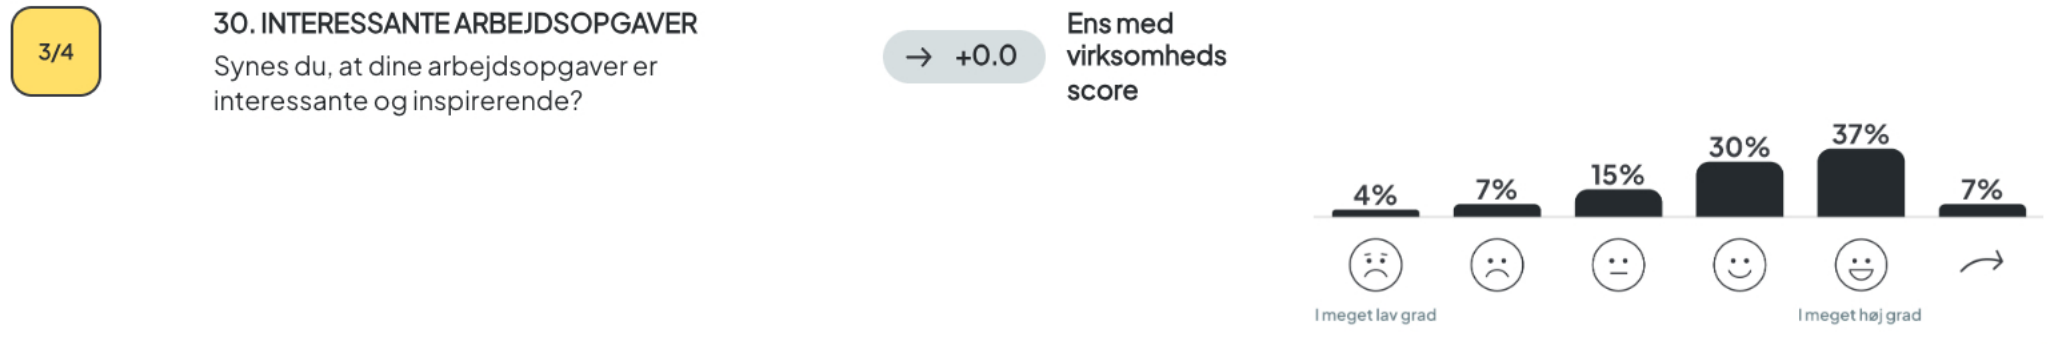 3/4
30. INTERESSANTE ARBEJDSOPGAVER
Synes du, at dine arbejdsopgaver er
interessante og inspirerende?
→ +0.0
Ens med
virksomheds
score
4% 7% 15% 30% 37% 7%
I meget lav grad I meget høj grad